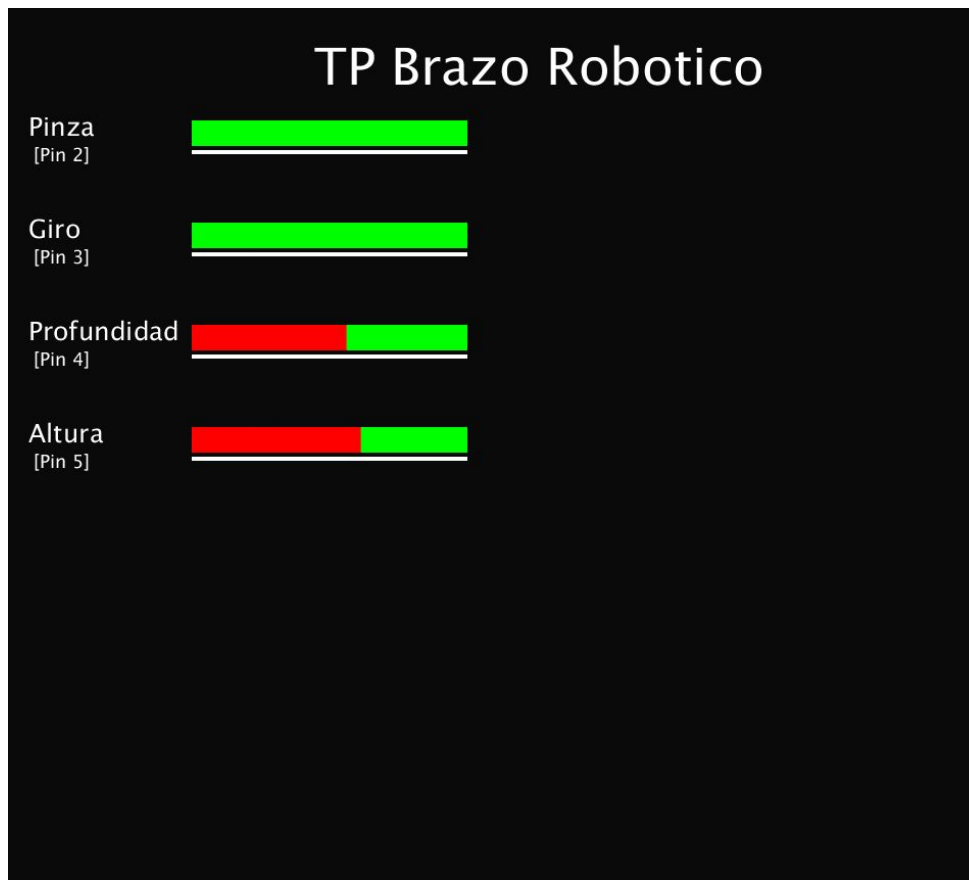 TP Brazo Robotico
Pinza
[Pin 2]
Giro
[Pin 3]
Profundidad
[Pin 4]
Altura
[Pin 5]